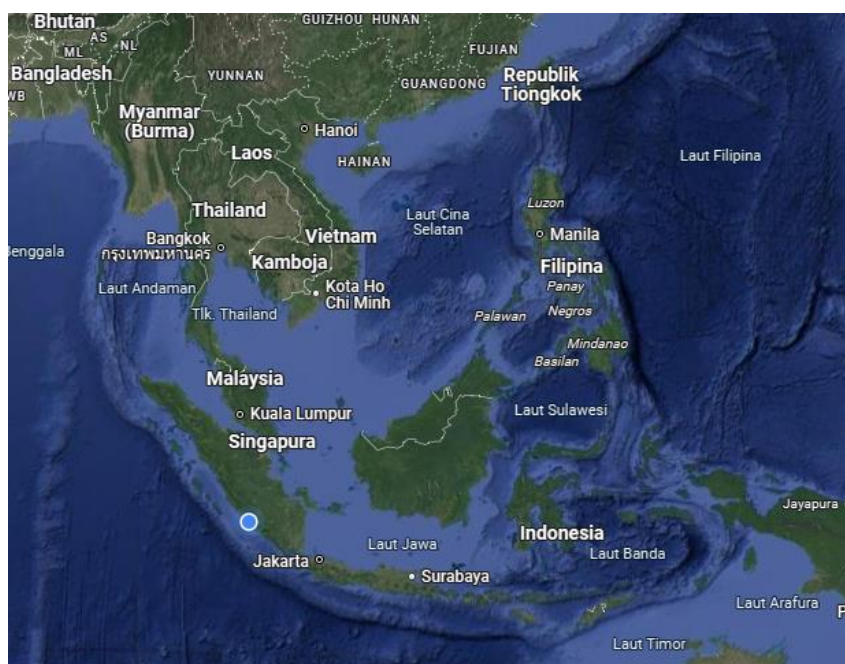 Bhutan
GUIZHOU HUNAN
AS
NL
ML
FUJIAN
Bangladesh
YUNNAN
Republik
Tiongkok
GUANGDONG
WB
Myanmar
(Burma)
Hanoi
Laos
HAINAN
Laut Filipina
Thailand
Luzon
Laut Cina
Selatan
Bangkok
กรุงเทพมหานคร
Vietnam
Manila
Benggala
Kamboja
Filipina
Laut Andaman
Kota Ho
Chi Minh
Panay
Tlk. Thailand
Palawan
Negros
Mindanao
Basilan
Malaysia
Kuala Lumpur
Laut Sulawesi
Singapura
Jayapura
Indonesia
Laut Jawa
Laut Banda
Jakarta
Surabaya
Laut Arafura
P
Laut Timor